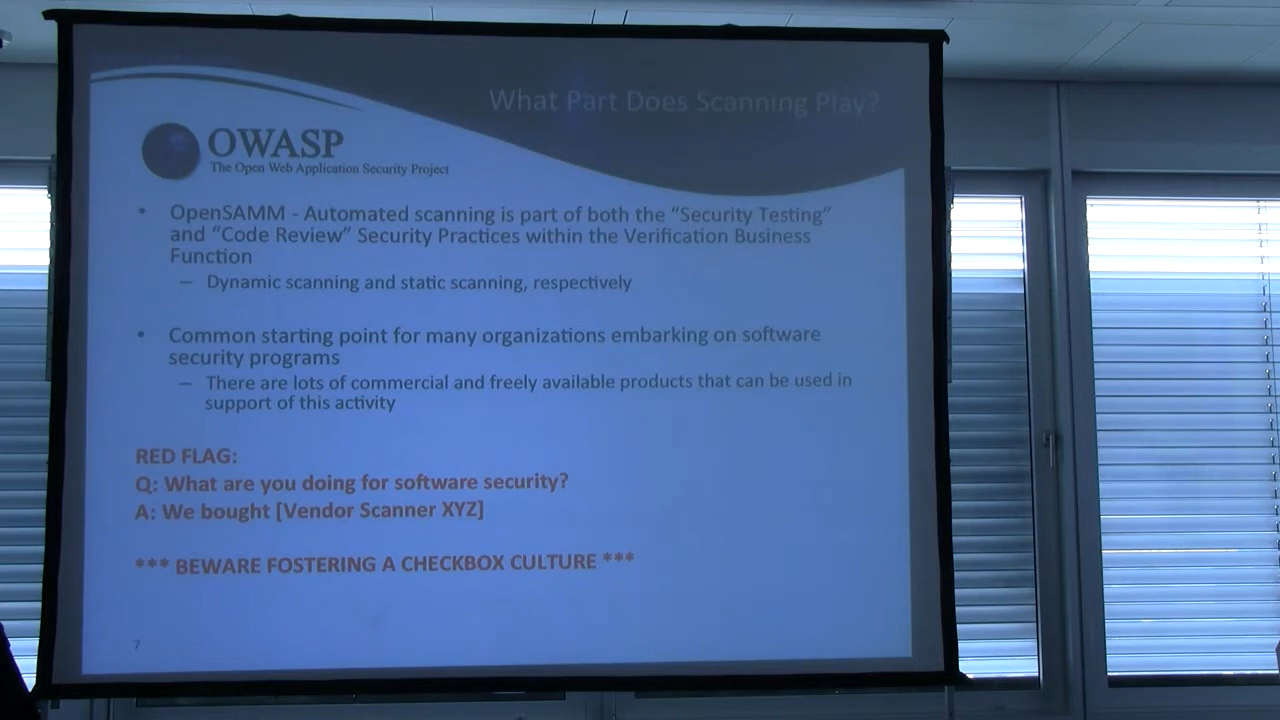 What Part Does Scanning Play?
OWASP
The Open Web Application Security Project
• OpenSAMM - Automated scanning is part of both the “Security Testing”
and “Code Review” Security Practices within the Verification Business
Function
– Dynamic scanning and static scanning, respectively
• Common starting point for many organizations embarking on software
security programs
– There are lots of commercial and freely available products that can be used in
support of this activity
RED FLAG:
Q: What are you doing for software security?
A: We bought [Vendor Scanner XYZ]
*** BEWARE FOSTERING A CHECKBOX CULTURE ***
7